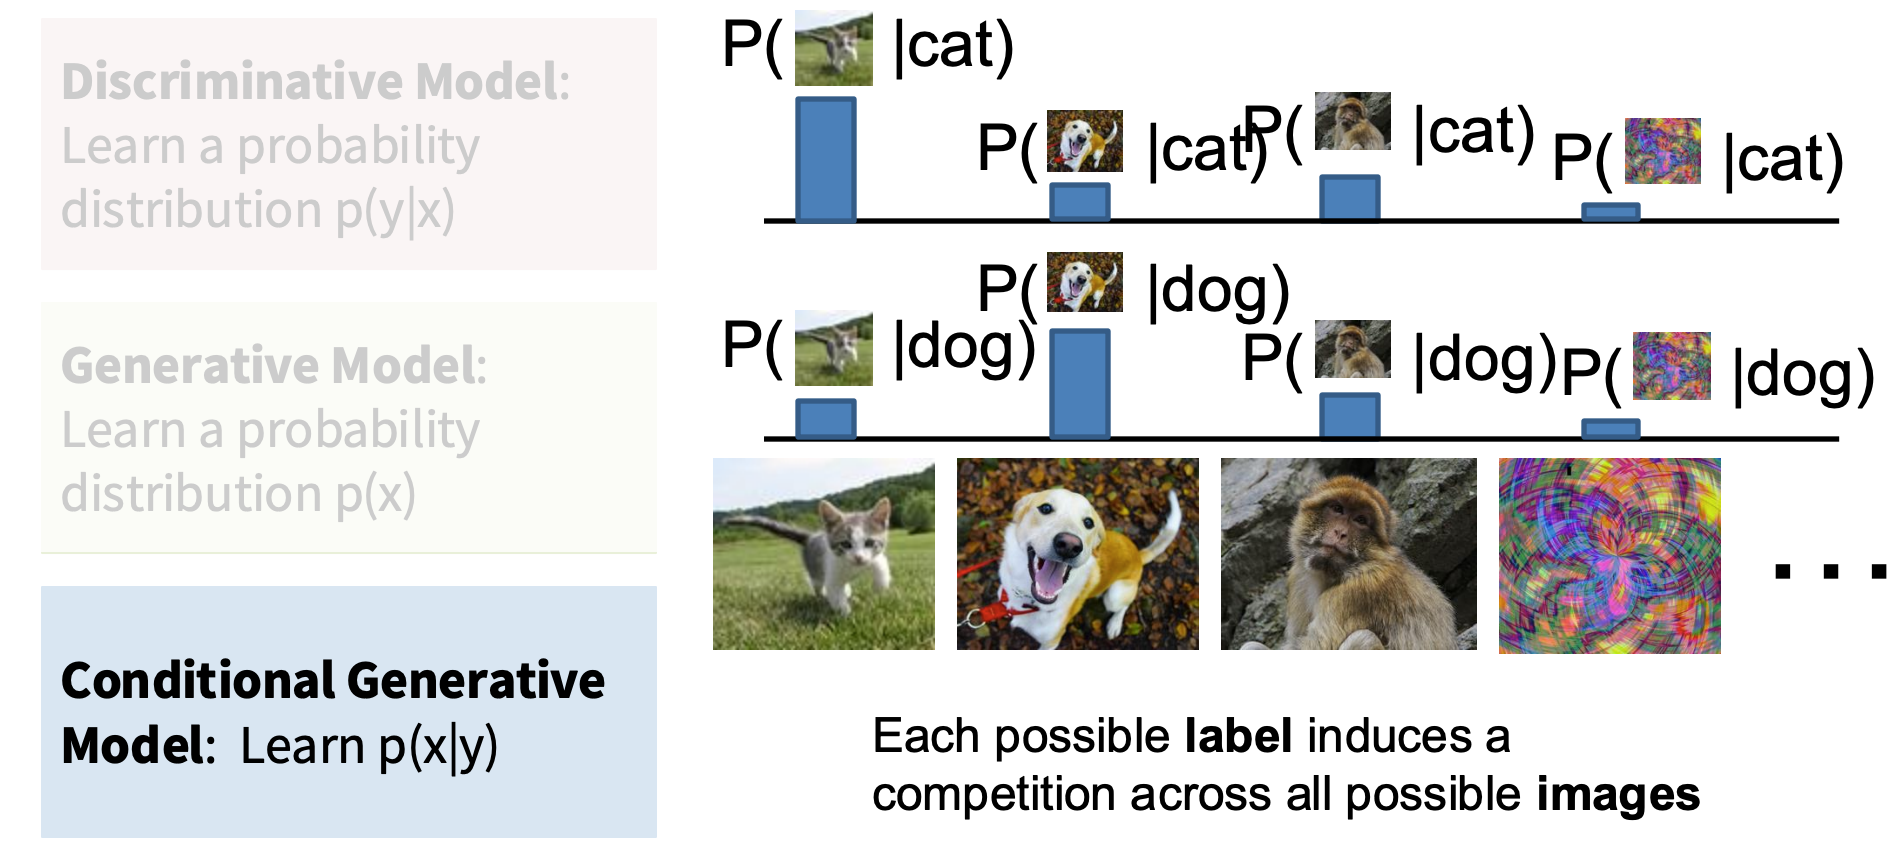 Discriminative Model:
Learn a probability
distribution p(y|x)
Generative Model:
Learn a probability
distribution p(x)
Conditional Generative
Model: Learn p(x|y)
P( |cat)
P( |cat)
P( |cat)
P( |cat)
P( |dog)
P( |dog)
P( |dog)
P( |dog)
...
Each possible label induces a
competition across all possible images